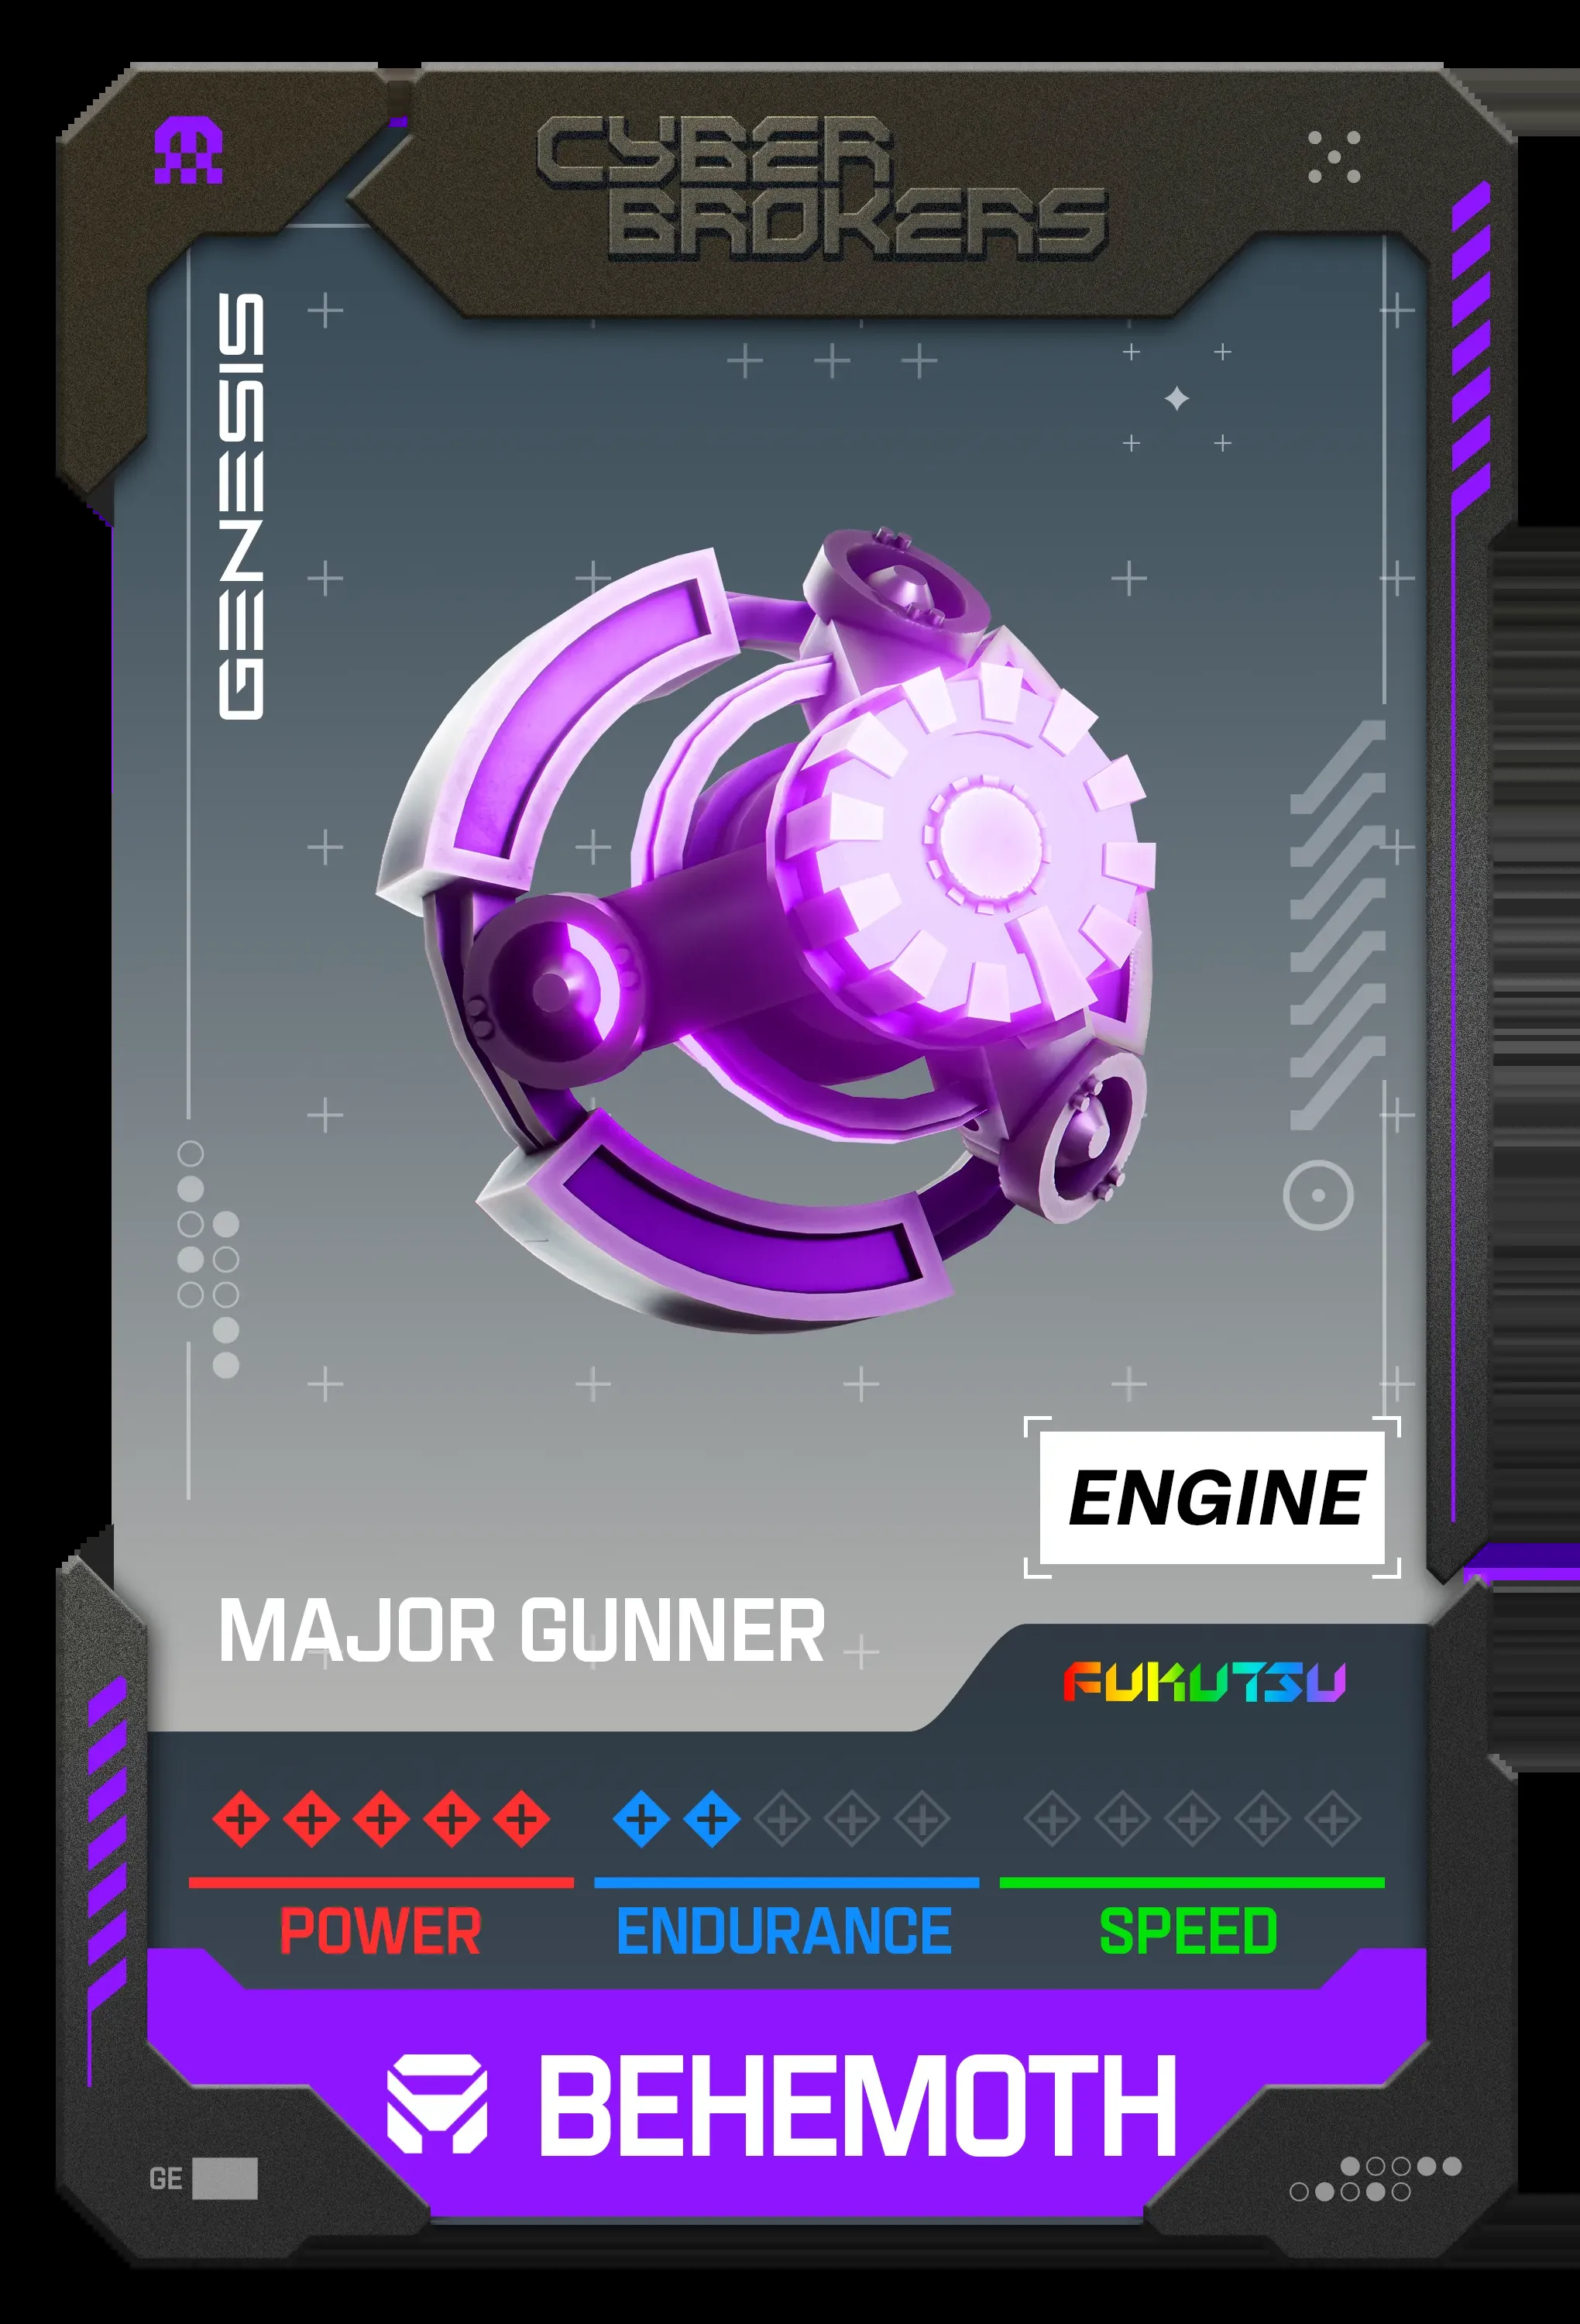 CYBER
BROKERS
GENESIS
ENGINE
MAJOR GUNNER
FUKUTSU
POWER
ENDURANCE
SPEED
BEHEMOTH
GE